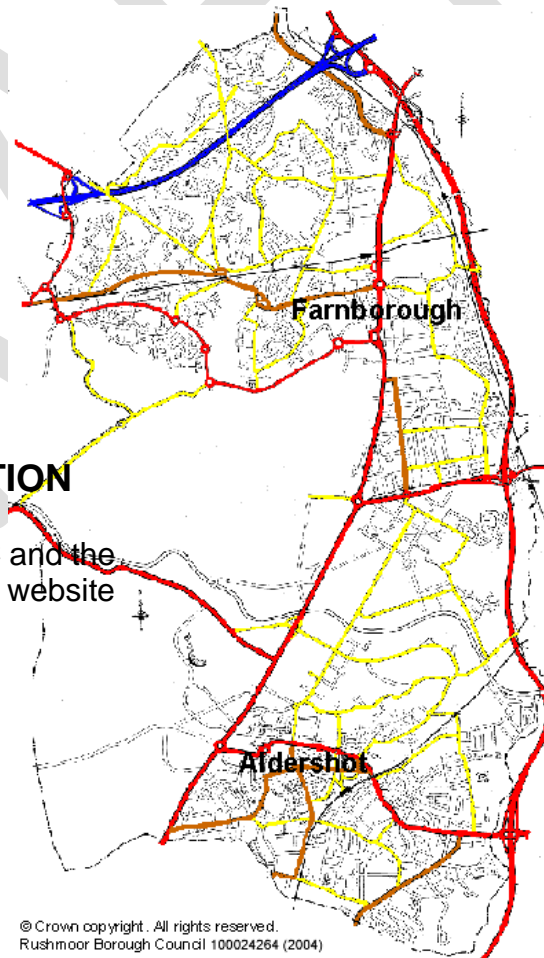 Farnborough
TION
and the
website
Aldershot
© Crown copyright. All rights reserved.
Rushmoor Borough Council 100024264 (2004)